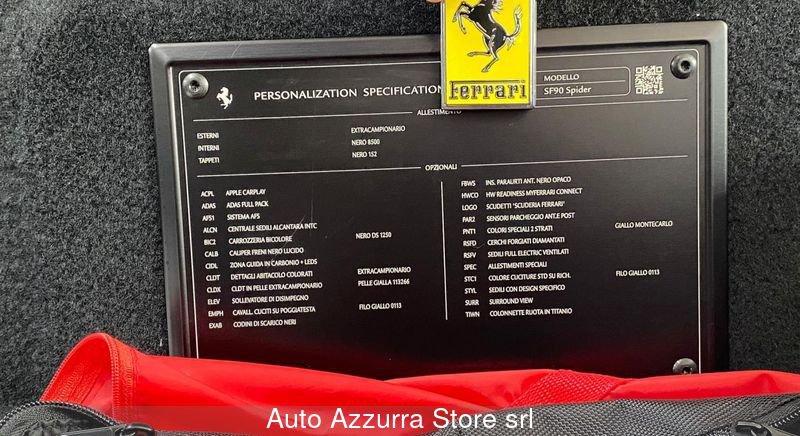 Ferrari
PERSONALIZATION SPECIFICATION
MODELLO
SF90 Spider
ALLESTIMENTO
ESTERNI EXTRACAMPIONARIO
INTERNI NERO 8500
TAPPETI NERO 152
OPZIONALI
ACPL APPLE CARPLAY
ADAS ADAS FULL PACK
AFS1 SISTEMA AFS
ALCN CENTRALE SEDILI ALCANTARA INTC
BIC2 CARROZZERIA BICOLORE NERO DS 1250
CALB CALIPER FRENI NERO LUCIDO
CIDL ZONA GUIDA IN CARBONIO + LEDS
CLDT DETTAGLI ABITACOLO COLORATI EXTRACAMPIONARIO
CLDX CLDT IN PELLE EXTRACAMPIONARIO PELLE GIALLA 113266
ELEV SOLLEVATORE DI DISIMPEGNO
EMPH CAVALL. CUCITI SU POGGIATESTA FILO GIALLO 0113
EXAB CODINI DI SCARICO NERI
FBWS INS. PARAURTI ANT. NERO OPACO
HWCO HW READINESS MYFERRARI CONNECT
LOGO SCUDETTI "SCUDERIA FERRARI"
PAR2 SENSORI PARCHEGGIO ANT.E POST
PNT1 COLORI SPECIALI 2 STRATI GIALLO MONTECARLO
RSFD CERCHI FORGIATI DIAMANTATI
RSFV SEDILI FULL ELECTRIC VENTILATI
SPEC ALLESTIMENTI SPECIALI
STC1 COLORE CUCITURE STD SU RICH. FILO GIALLO 0113
STYL SEDILI CON DESIGN SPECIFICO
SURR SURROUND VIEW
TIWN COLONNETTE RUOTA IN TITANIO
Auto Azzurra Store srl